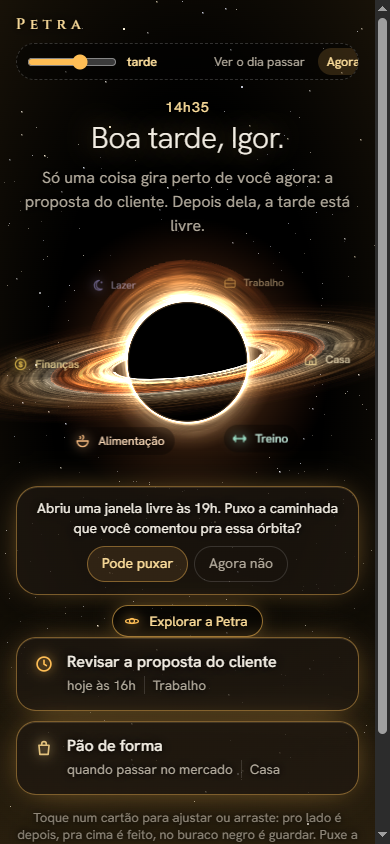 PETRA
tarde
Ver o dia passar
Agora
14h35
Boa tarde, Igor.
Só uma coisa gira perto de você agora: a
proposta do cliente. Depois dela, a tarde está
livre.
Lazer
Trabalho
Finanças
Casa
Alimentação
Treino
Abriu uma janela livre às 19h. Puxo a caminhada
que você comentou pra essa órbita?
Pode puxar
Agora não
Explorar a Petra
Revisar a proposta do cliente
hoje às 16h
Trabalho
Pão de forma
quando passar no mercado
Casa
Toque num cartão para ajustar ou arraste: pro lado é
depois, pra cima é feito, no buraco negro é guardar. Puxe a